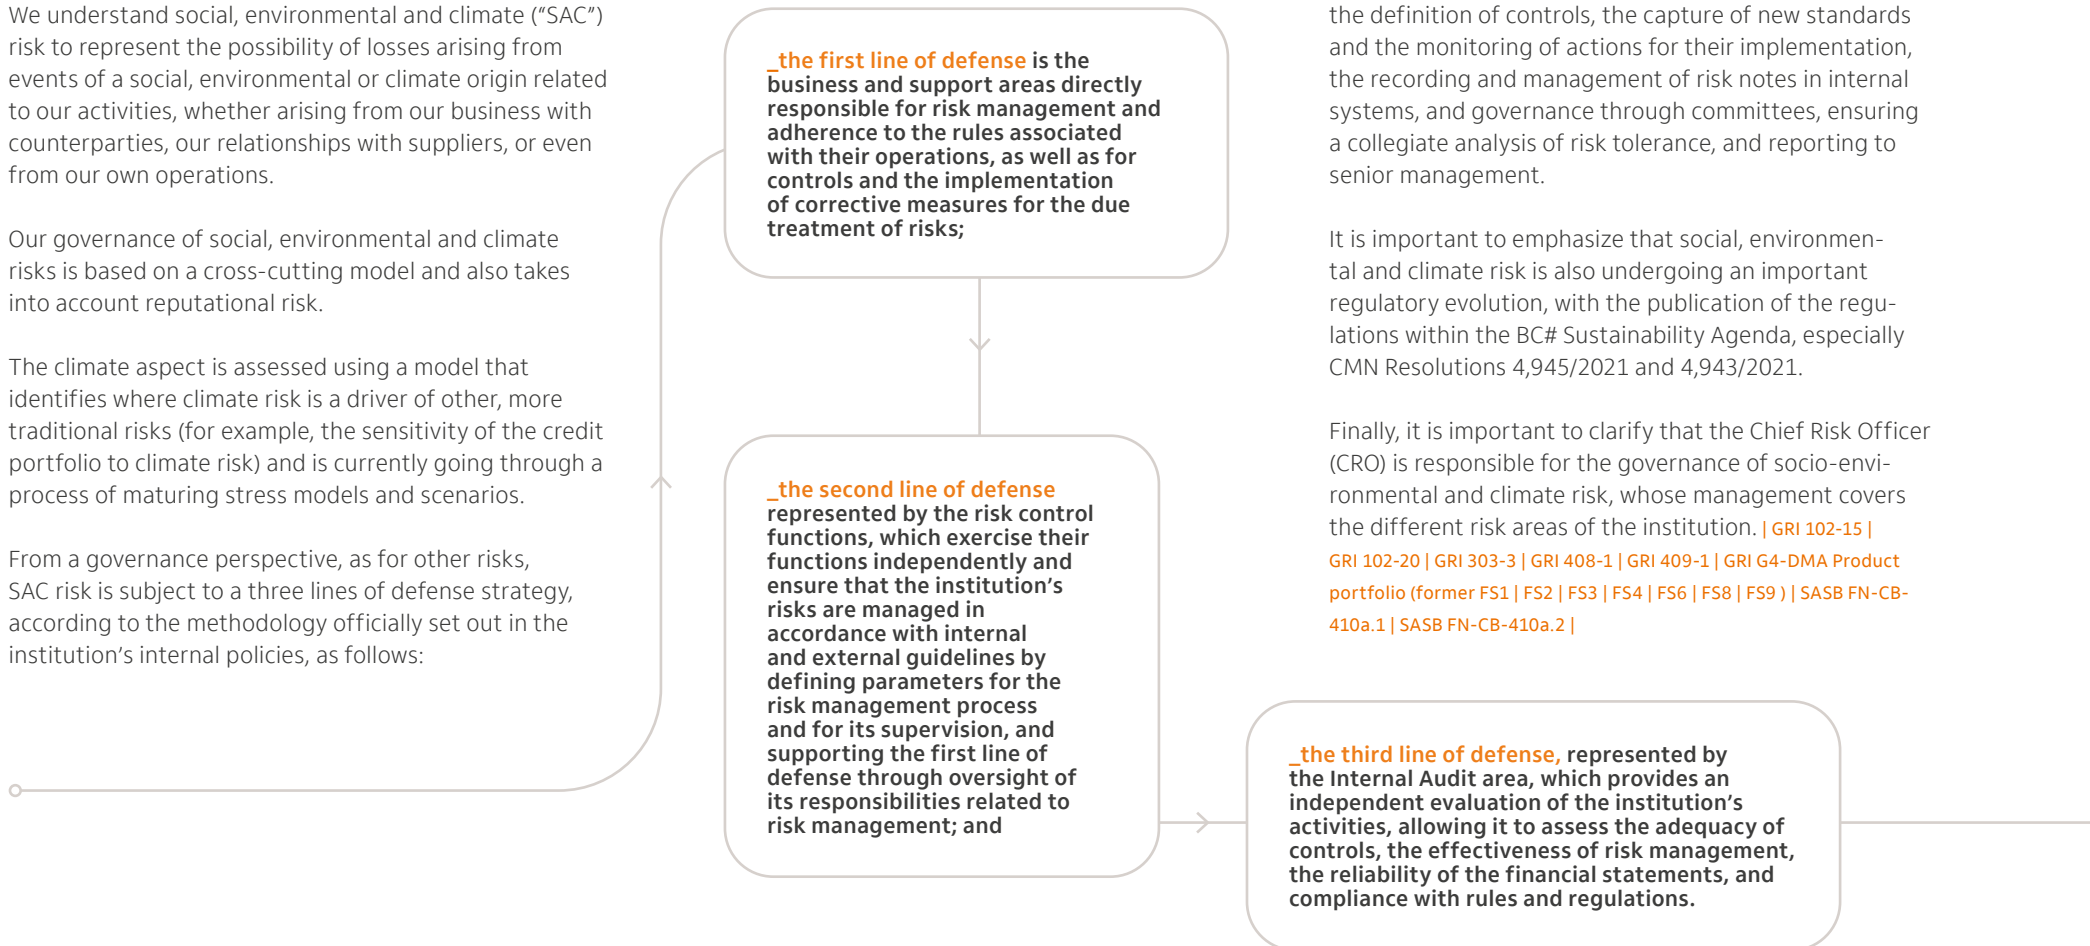 We understand social, environmental and climate (“SAC”)
risk to represent the possibility of losses arising from
events of a social, environmental or climate origin related
to our activities, whether arising from our business with
counterparties, our relationships with suppliers, or even
from our own operations.
Our governance of social, environmental and climate
risks is based on a cross-cutting model and also takes
into account reputational risk.
The climate aspect is assessed using a model that
identifies where climate risk is a driver of other, more
traditional risks (for example, the sensitivity of the credit
portfolio to climate risk) and is currently going through a
process of maturing stress models and scenarios.
From a governance perspective, as for other risks,
SAC risk is subject to a three lines of defense strategy,
according to the methodology officially set out in the
institution’s internal policies, as follows:
_the first line of defense is the
business and support areas directly
responsible for risk management and
adherence to the rules associated
with their operations, as well as for
controls and the implementation
of corrective measures for the due
treatment of risks;
_the second line of defense
represented by the risk control
functions, which exercise their
functions independently and
ensure that the institution’s
risks are managed in
accordance with internal
and external guidelines by
defining parameters for the
risk management process
and for its supervision, and
supporting the first line of
defense through oversight of
its responsibilities related to
risk management; and
_the third line of defense, represented by
the Internal Audit area, which provides an
independent evaluation of the institution’s
activities, allowing it to assess the adequacy of
controls, the effectiveness of risk management,
the reliability of the financial statements, and
compliance with rules and regulations.
the definition of controls, the capture of new standards
and the monitoring of actions for their implementation,
the recording and management of risk notes in internal
systems, and governance through committees, ensuring
a collegiate analysis of risk tolerance, and reporting to
senior management.
It is important to emphasize that social, environmen-
tal and climate risk is also undergoing an important
regulatory evolution, with the publication of the regu-
lations within the BC# Sustainability Agenda, especially
CMN Resolutions 4,945/2021 and 4,943/2021.
Finally, it is important to clarify that the Chief Risk Officer
(CRO) is responsible for the governance of socio-envi-
ronmental and climate risk, whose management covers
the different risk areas of the institution. | GRI 102-15 |
GRI 102-20 | GRI 303-3 | GRI 408-1 | GRI 409-1 | GRI G4-DMA Product
portfolio (former FS1 | FS2 | FS3 | FS4 | FS6 | FS8 | FS9 ) | SASB FN-CB-
410a.1 | SASB FN-CB-410a.2 |